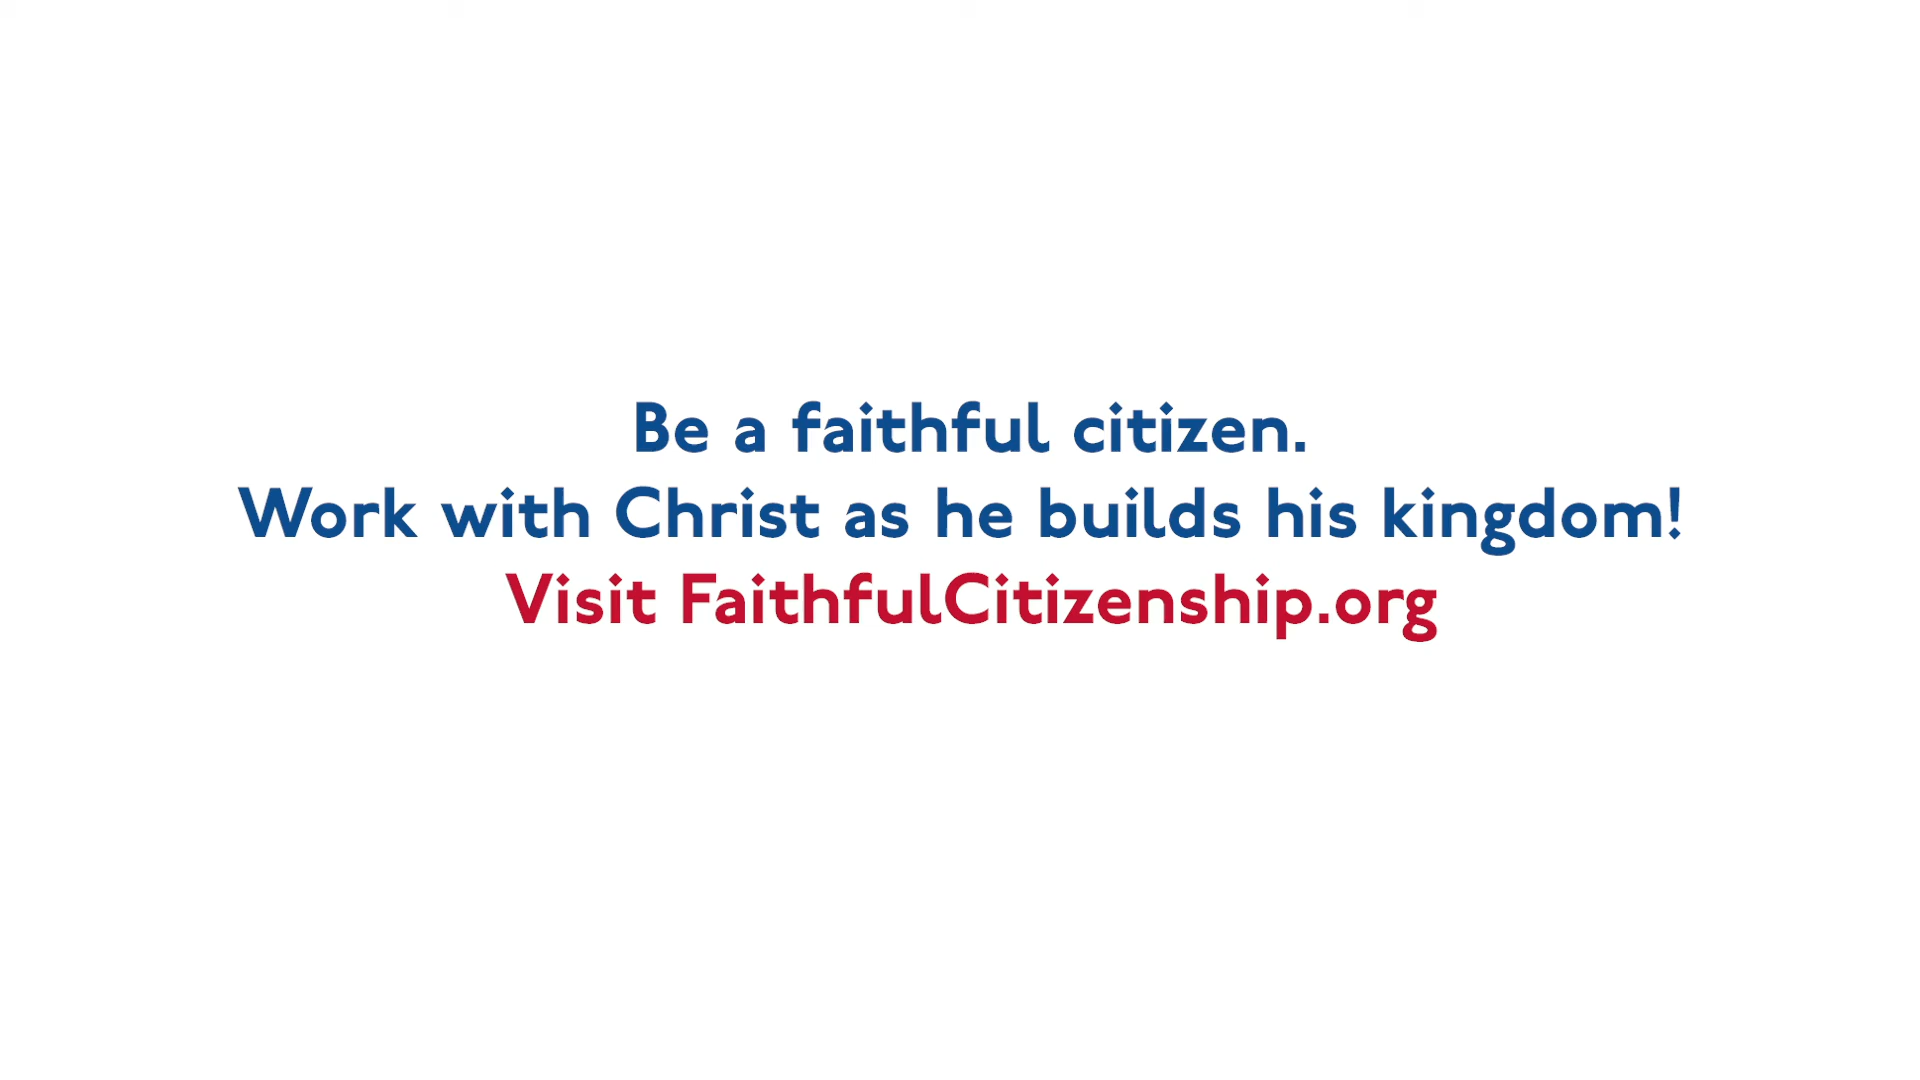 Be a faithful citizen.
Work with Christ as he builds his kingdom!
Visit FaithfulCitizenship.org